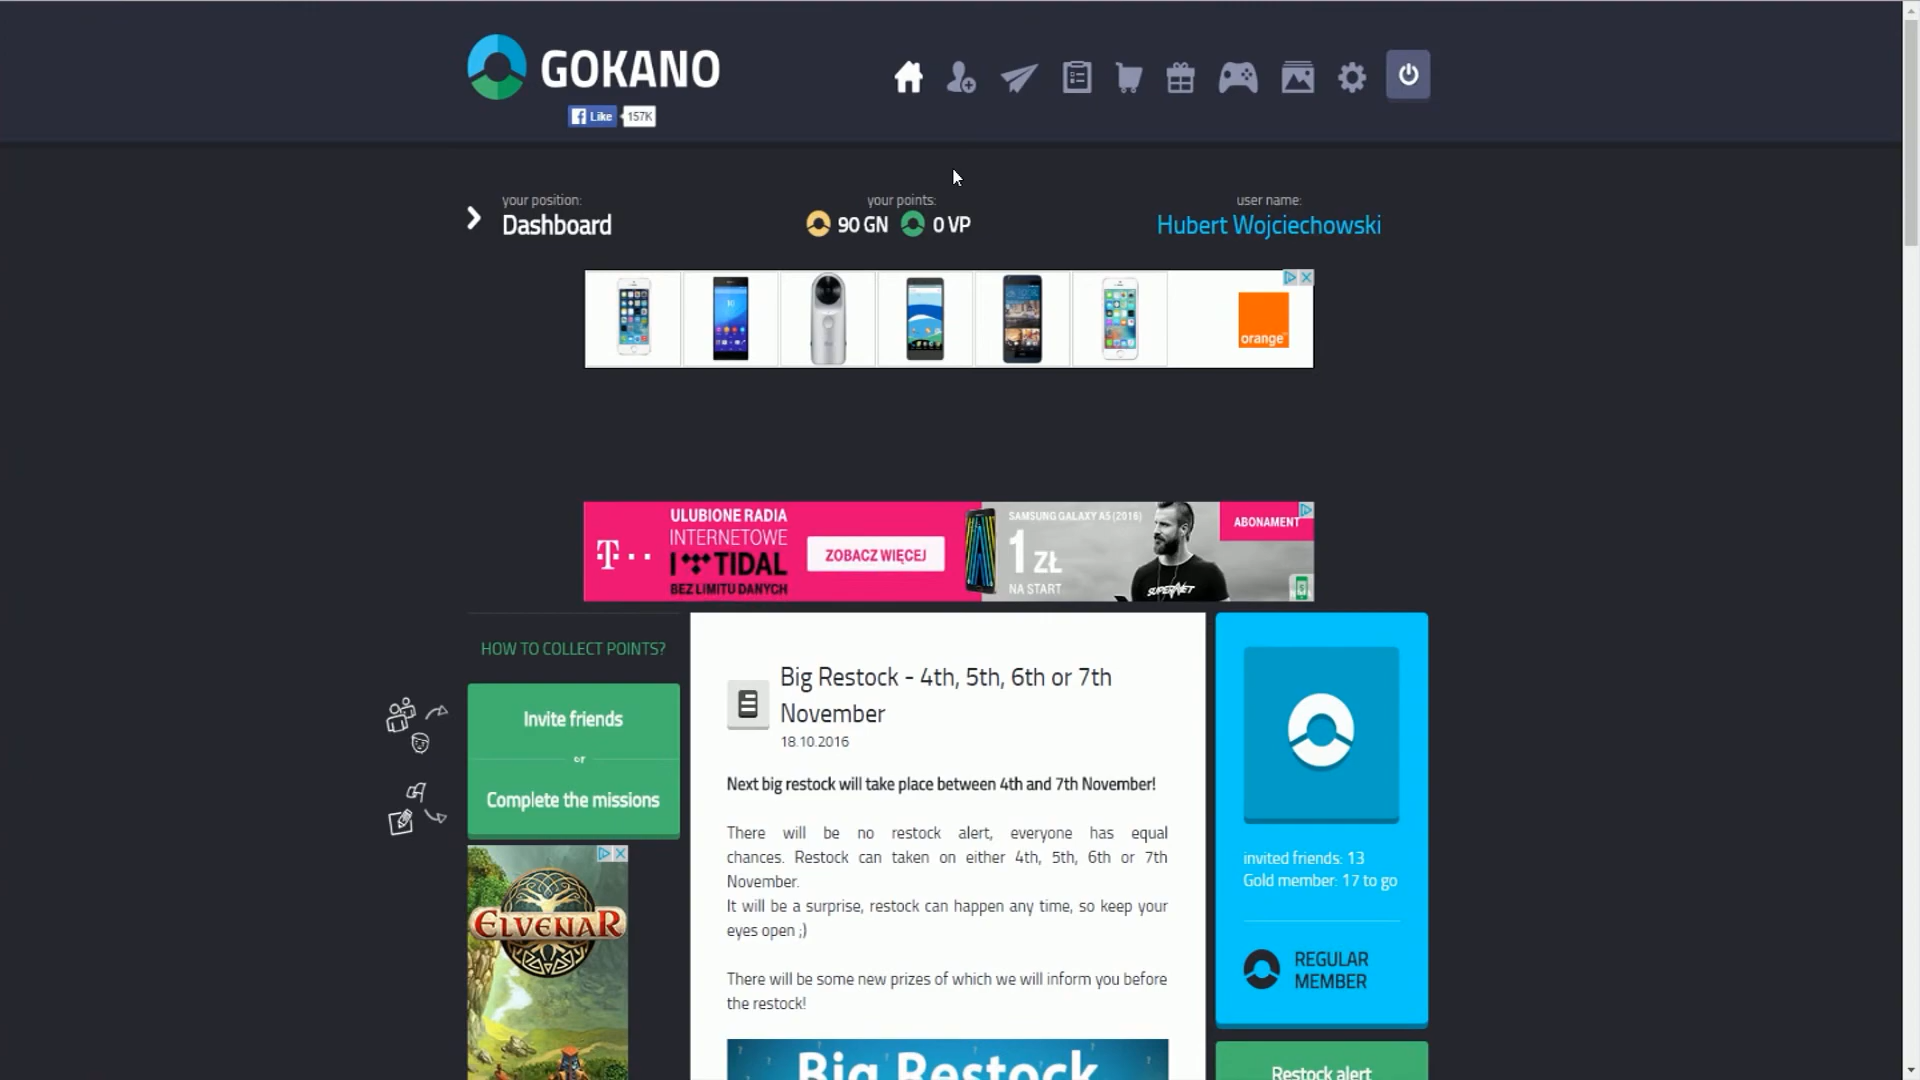 GOKANO
Like 157K
your position:
Dashboard
your points:
90 GN 0 VP
user name:
Hubert Wojciechowski
orange
ULUBIONE RADIA
INTERNETOWE
I TIDAL
BEZ LIMITU DANYCH
T
ZOBACZ WIĘCEJ
SAMSUNG GALAXY A5 (2016)
1 ZŁ
NA START
SUPERNET
ABONAMENT
HOW TO COLLECT POINTS?
Invite friends
or
Complete the missions
ELVENAR
Big Restock - 4th, 5th, 6th or 7th
November
18.10.2016
Next big restock will take place between 4th and 7th November!
There will be no restock alert, everyone has equal
chances. Restock can taken on either 4th, 5th, 6th or 7th
November.
It will be a surprise, restock can happen any time, so keep your
eyes open ;)
There will be some new prizes of which we will inform you before
the restock!
Big Restock
invited friends: 13
Gold member: 17 to go
REGULAR
MEMBER
Restock alert